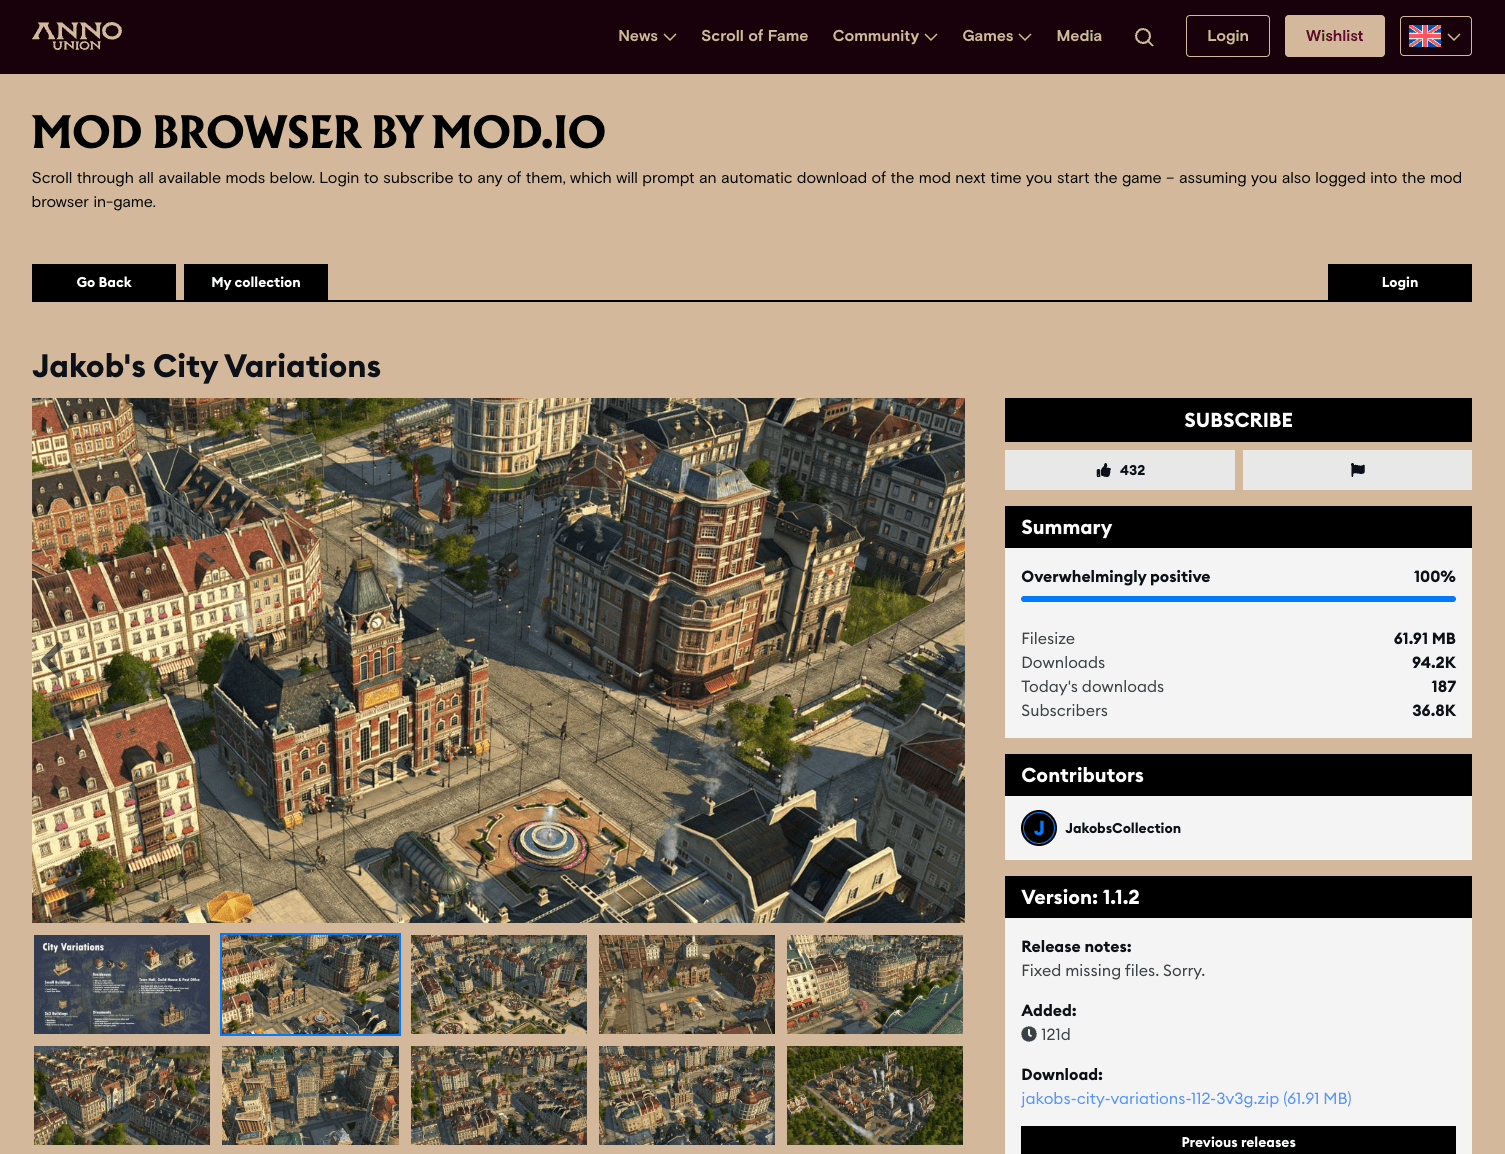 ANNO
UNION
News
Scroll of Fame
Community
Games
Media
Login
Wishlist
MOD BROWSER BY MOD.IO
Scroll through all available mods below. Login to subscribe to any of them, which will prompt an automatic download of the mod next time you start the game – assuming you also logged into the mod
browser in-game.
Go Back
My collection
Login
Jakob's City Variations
SUBSCRIBE
432
Summary
Overwhelmingly positive 100%
Filesize 61.91 MB
Downloads 94.2K
Today's downloads 187
Subscribers 36.8K
Contributors
J JakobsCollection
Version: 1.1.2
Release notes:
Fixed missing files. Sorry.
Added:
121d
Download:
jakobs-city-variations-112-3v3g.zip (61.91 MB)
Previous releases
City Variations